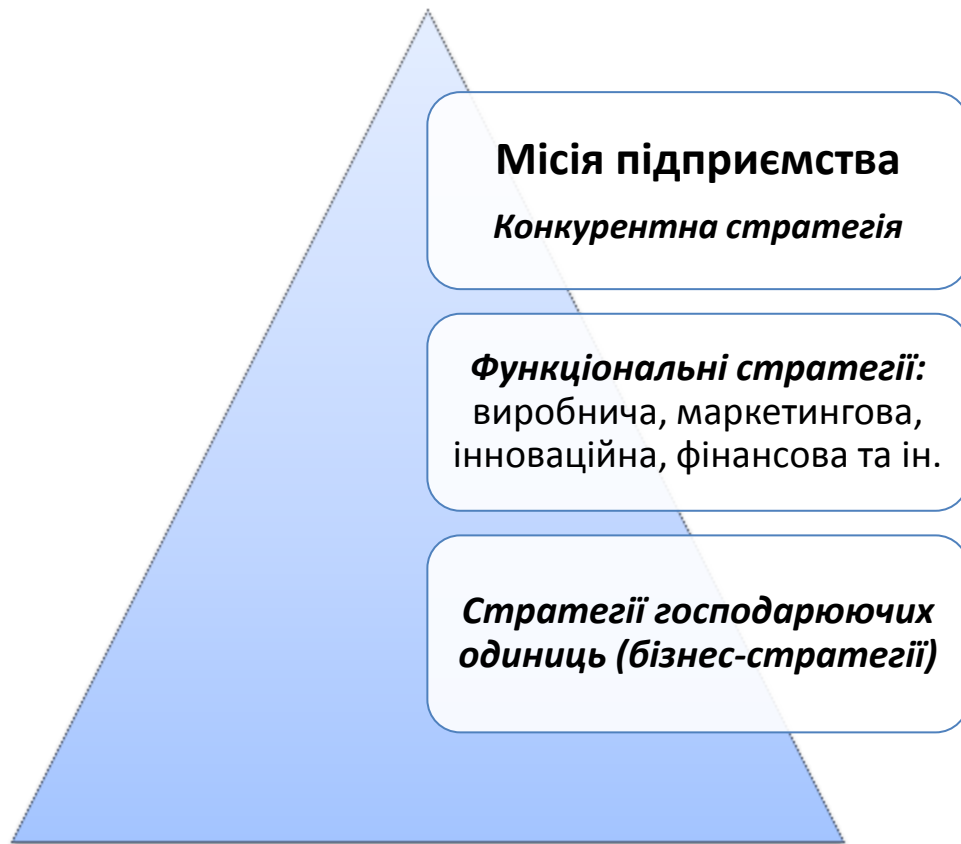 Місія підприємства
Конкурентна стратегія
Функціональні стратегії:
виробнича, маркетингова,
інноваційна, фінансова та ін.
Стратегії господарюючих
одиниць (бізнес-стратегії)